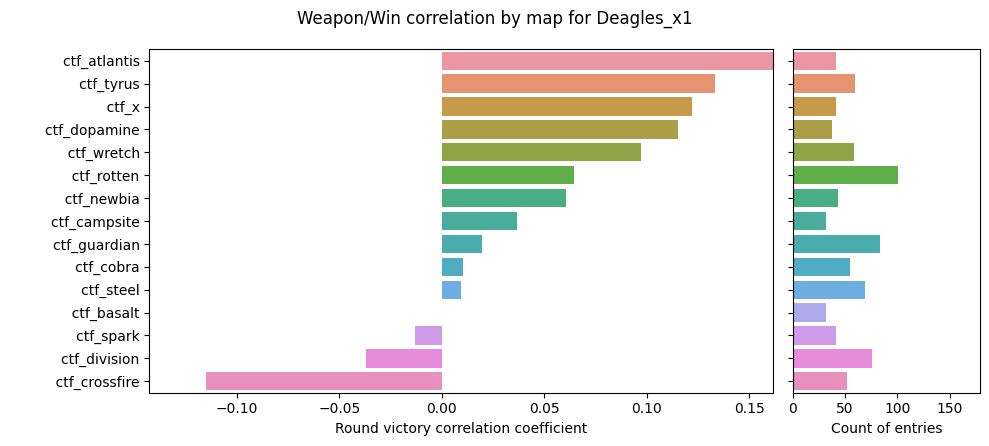 Weapon/Win correlation by map for Deagles_x1
ctf_atlantis
ctf_tyrus
ctf_x
ctf_dopamine
ctf_wretch
ctf_rotten
ctf_newbia
ctf_campsite
ctf_guardian
ctf_cobra
ctf_steel
ctf_basalt
ctf_spark
ctf_division
ctf_crossfire
−0.10 −0.05 0.00 0.05 0.10 0.15
Round victory correlation coefficient
0 50 100 150
Count of entries